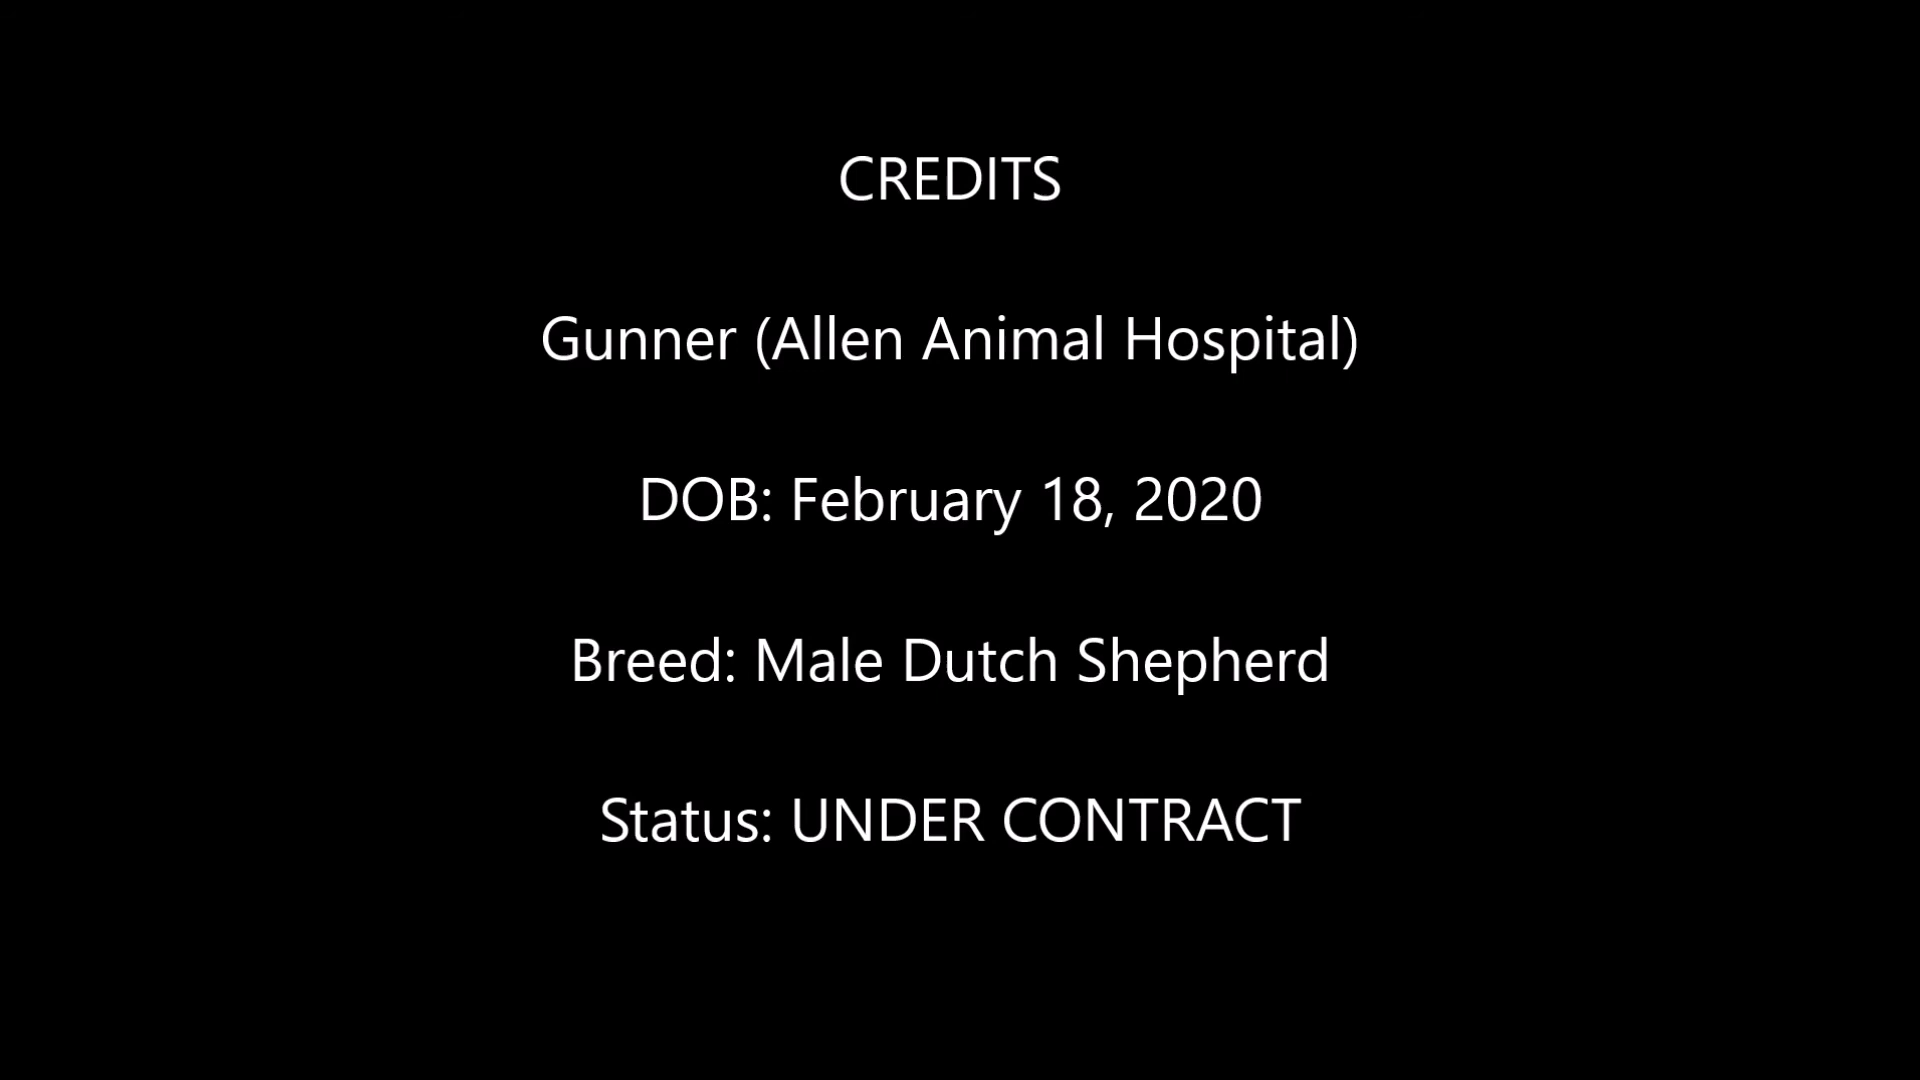 CREDITS
Gunner (Allen Animal Hospital)
DOB: February 18, 2020
Breed: Male Dutch Shepherd
Status: UNDER CONTRACT